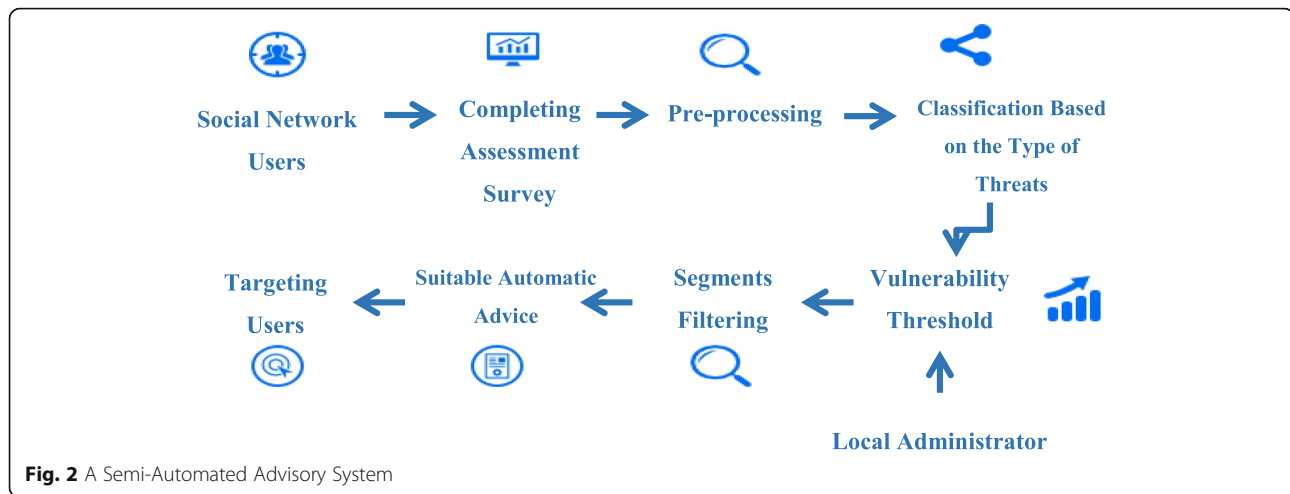 Social Network
Users
Completing
Assessment
Survey
Pre-processing
Classification Based
on the Type of
Threats
Vulnerability
Threshold
Local Administrator
Segments
Filtering
Suitable Automatic
Advice
Targeting
Users
Fig. 2 A Semi-Automated Advisory System